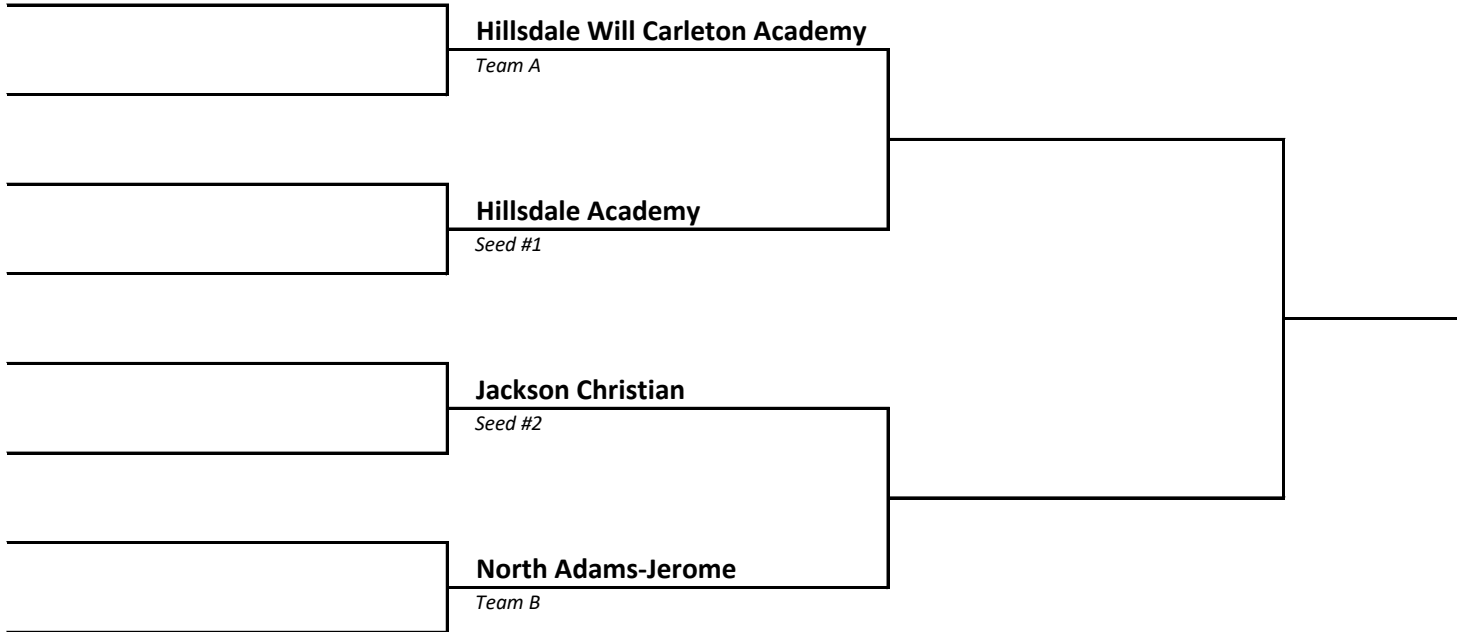 Hillsdale Will Carleton Academy
Team A
Hillsdale Academy
Seed #1
Jackson Christian
Seed #2
North Adams-Jerome
Team B